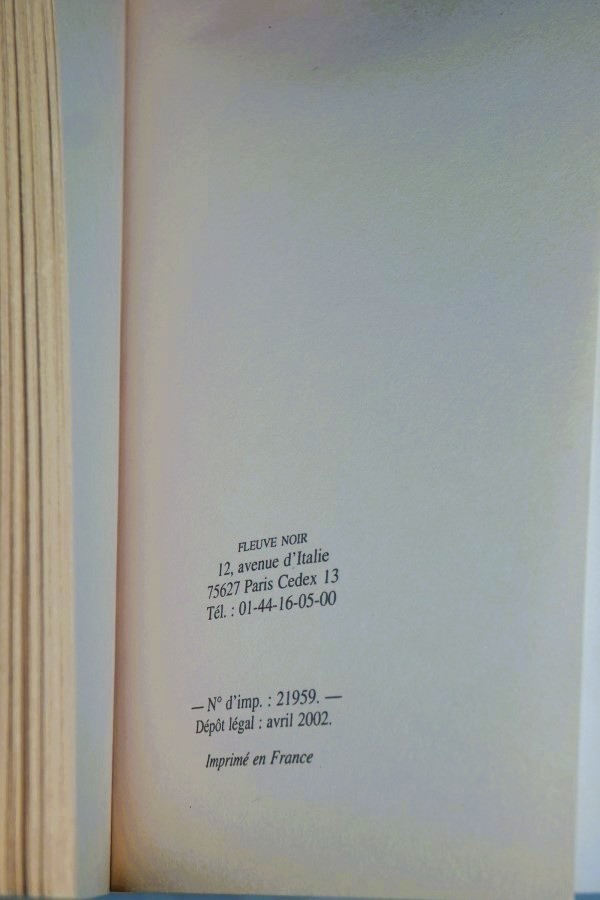 FLEUVE NOIR
12, avenue d'Italie
75627 Paris Cedex 13
Tél. : 01-44-16-05-00
— N° d'imp. : 21959. —
Dépôt légal : avril 2002.
Imprimé en France